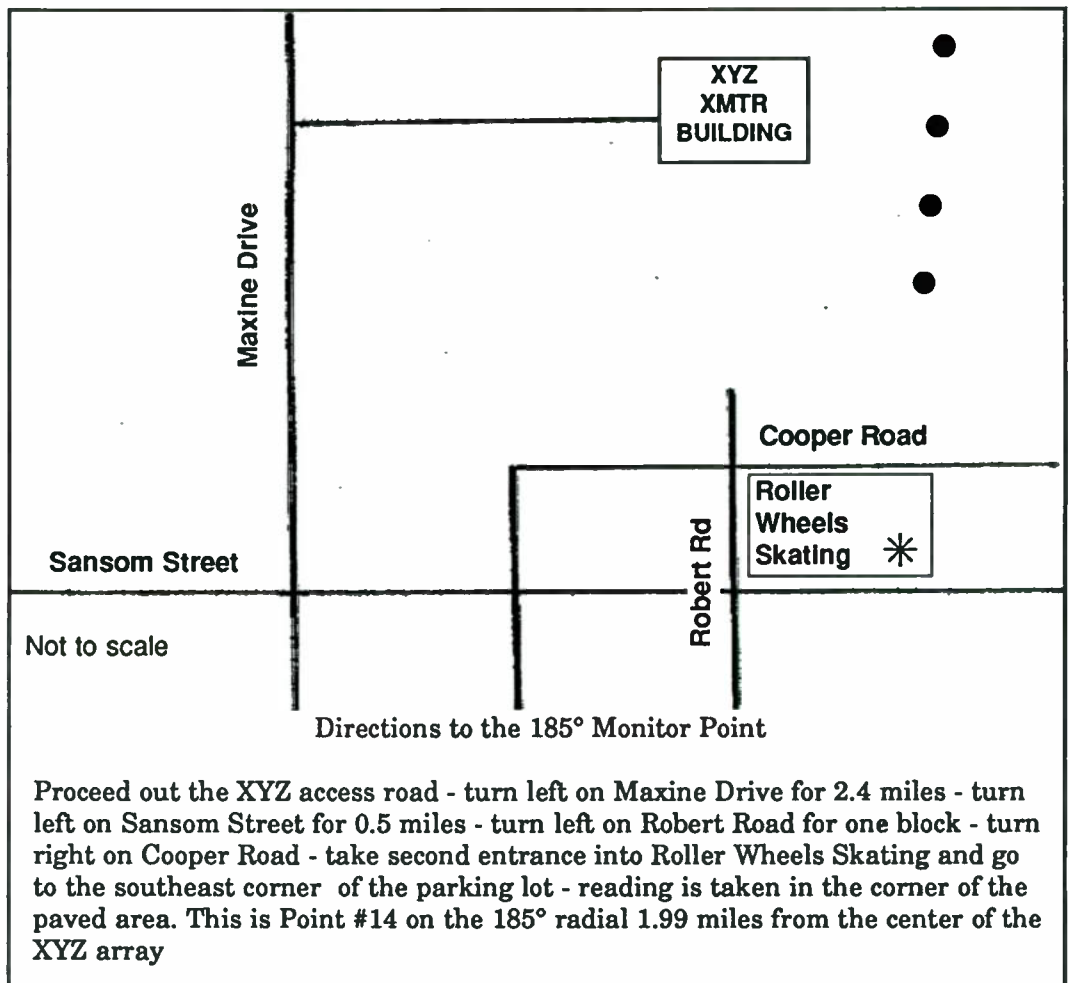 XYZ
XMTR
BUILDING
Maxine Drive
Cooper Road
Roller
Wheels
Skating
Robert Rd
Sansom Street
Not to scale
Directions to the 185° Monitor Point
Proceed out the XYZ access road - turn left on Maxine Drive for 2.4 miles - turn
left on Sansom Street for 0.5 miles - turn left on Robert Road for one block - turn
right on Cooper Road - take second entrance into Roller Wheels Skating and go
to the southeast corner of the parking lot - reading is taken in the corner of the
paved area. This is Point #14 on the 185° radial 1.99 miles from the center of the
XYZ array